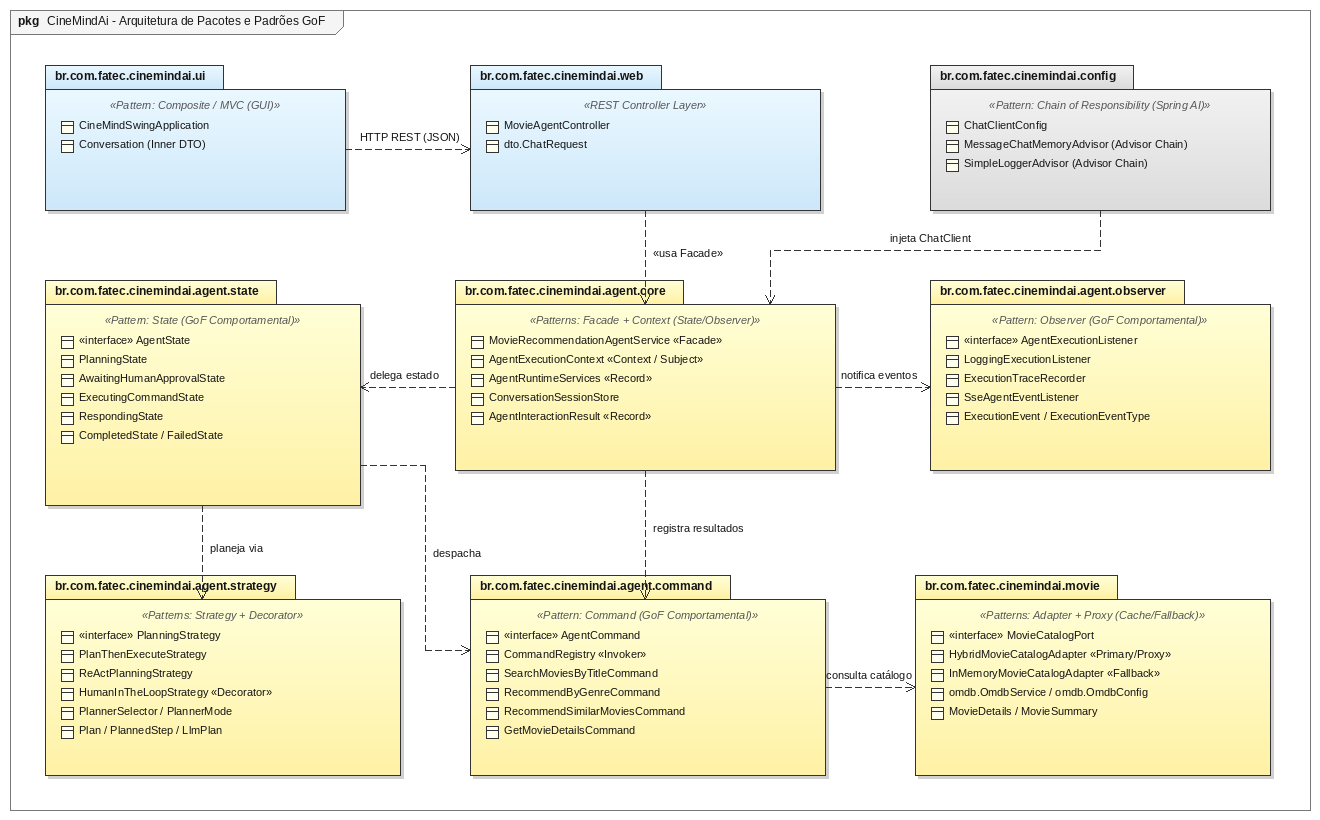 pkg CineMindAi - Arquitetura de Pacotes e Padrões GoF
br.com.fatec.cinemindai.ui
«Pattern: Composite / MVC (GUI)»
CineMindSwingApplication
Conversation (Inner DTO)
HTTP REST (JSON)
br.com.fatec.cinemindai.web
«REST Controller Layer»
MovieAgentController
dto.ChatRequest
br.com.fatec.cinemindai.config
«Pattern: Chain of Responsibility (Spring AI)»
ChatClientConfig
MessageChatMemoryAdvisor (Advisor Chain)
SimpleLoggerAdvisor (Advisor Chain)
«usa Facade»
injeta ChatClient
br.com.fatec.cinemindai.agent.state
«Pattern: State (GoF Comportamental)»
«interface» AgentState
PlanningState
AwaitingHumanApprovalState
ExecutingCommandState
RespondingState
CompletedState / FailedState
delega estado
br.com.fatec.cinemindai.agent.core
«Patterns: Facade + Context (State/Observer)»
MovieRecommendationAgentService «Facade»
AgentExecutionContext «Context / Subject»
AgentRuntimeServices «Record»
ConversationSessionStore
AgentInteractionResult «Record»
notifica eventos
br.com.fatec.cinemindai.agent.observer
«Pattern: Observer (GoF Comportamental)»
«interface» AgentExecutionListener
LoggingExecutionListener
ExecutionTraceRecorder
SseAgentEventListener
ExecutionEvent / ExecutionEventType
planeja via
despacha
registra resultados
br.com.fatec.cinemindai.agent.strategy
«Patterns: Strategy + Decorator»
«interface» PlanningStrategy
PlanThenExecuteStrategy
ReActPlanningStrategy
HumanInTheLoopStrategy «Decorator»
PlannerSelector / PlannerMode
Plan / PlannedStep / LlmPlan
br.com.fatec.cinemindai.agent.command
«Pattern: Command (GoF Comportamental)»
«interface» AgentCommand
CommandRegistry «Invoker»
SearchMoviesByTitleCommand
RecommendByGenreCommand
RecommendSimilarMoviesCommand
GetMovieDetailsCommand
consulta catálogo
br.com.fatec.cinemindai.movie
«Patterns: Adapter + Proxy (Cache/Fallback)»
«interface» MovieCatalogPort
HybridMovieCatalogAdapter «Primary/Proxy»
InMemoryMovieCatalogAdapter «Fallback»
omdb.OmdbService / omdb.OmdbConfig
MovieDetails / MovieSummary